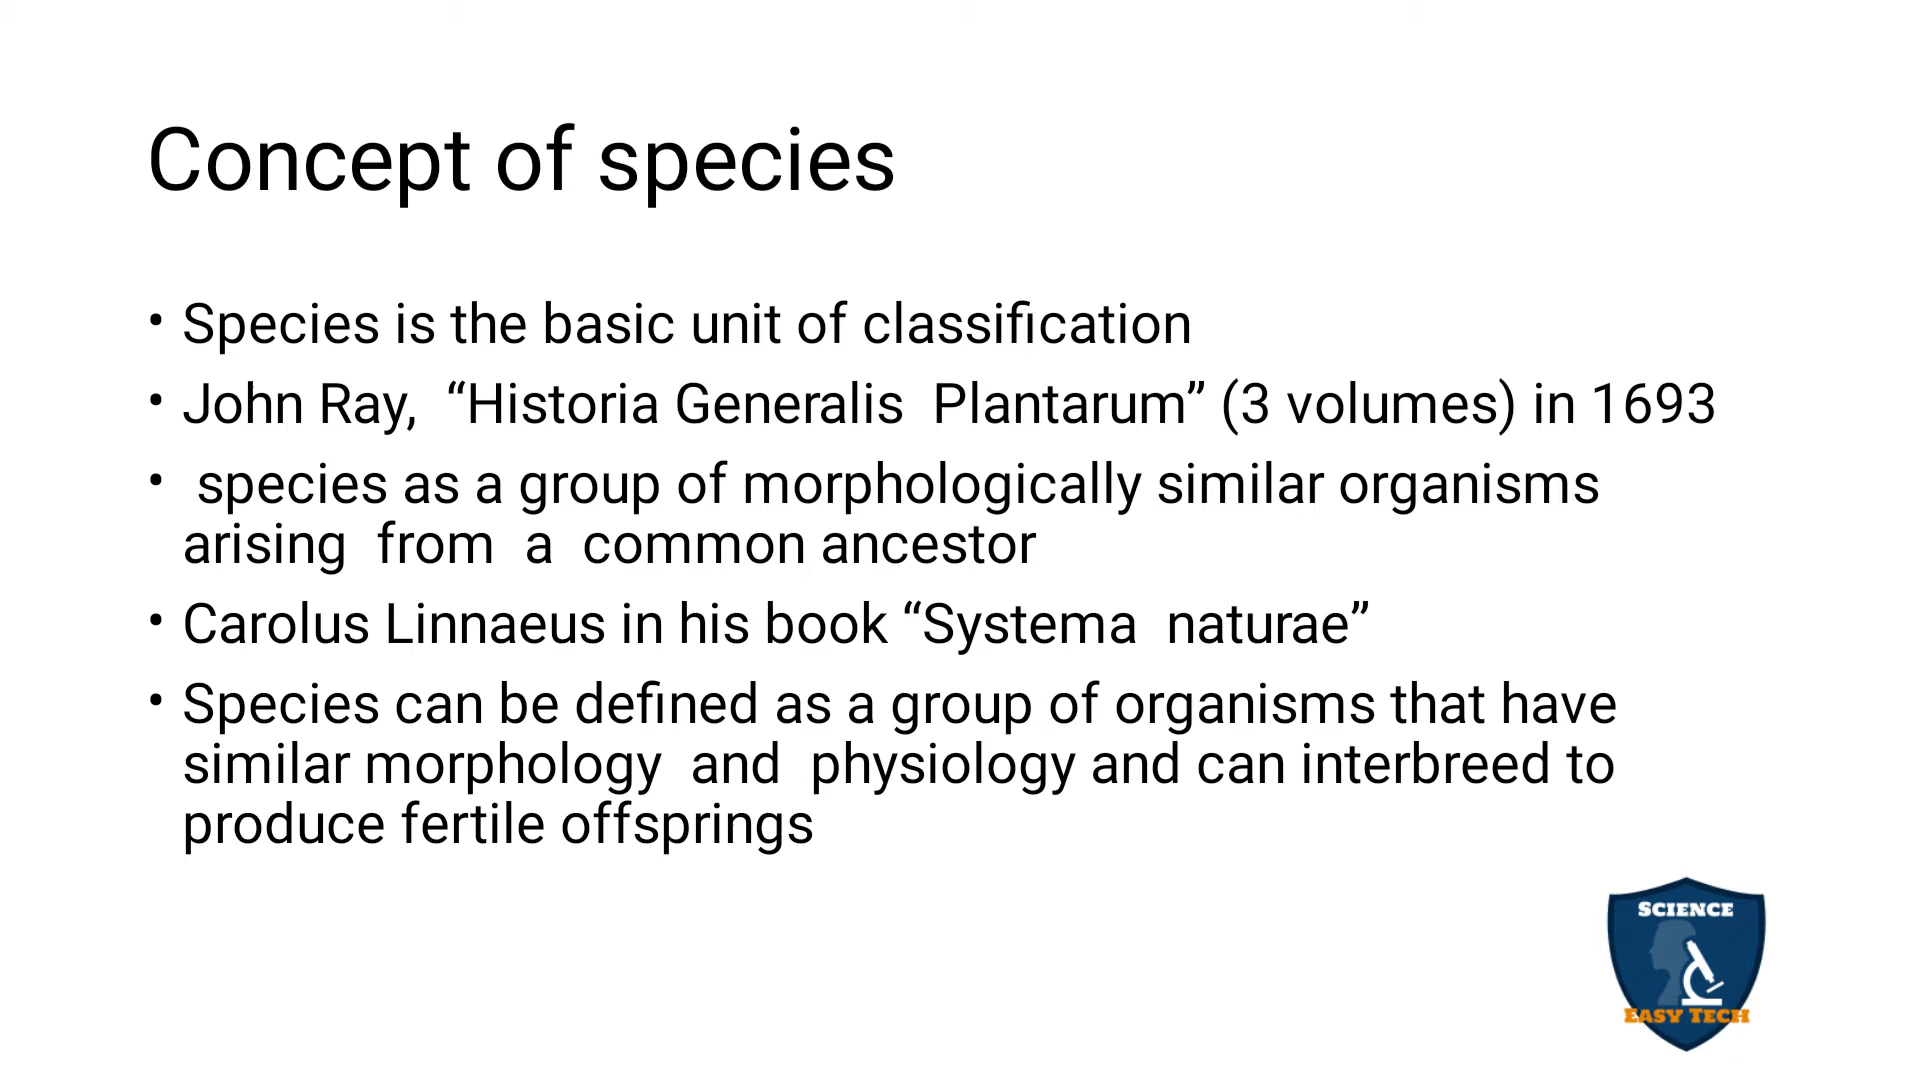 Concept of species
• Species is the basic unit of classification
• John Ray,  “Historia Generalis  Plantarum” (3 volumes) in 1693
•  species as a group of morphologically similar organisms
arising  from  a  common ancestor
• Carolus Linnaeus in his book “Systema  naturae”
• Species can be defined as a group of organisms that have
similar morphology  and  physiology and can interbreed to
produce fertile offsprings
SCIENCE
EASY TECH